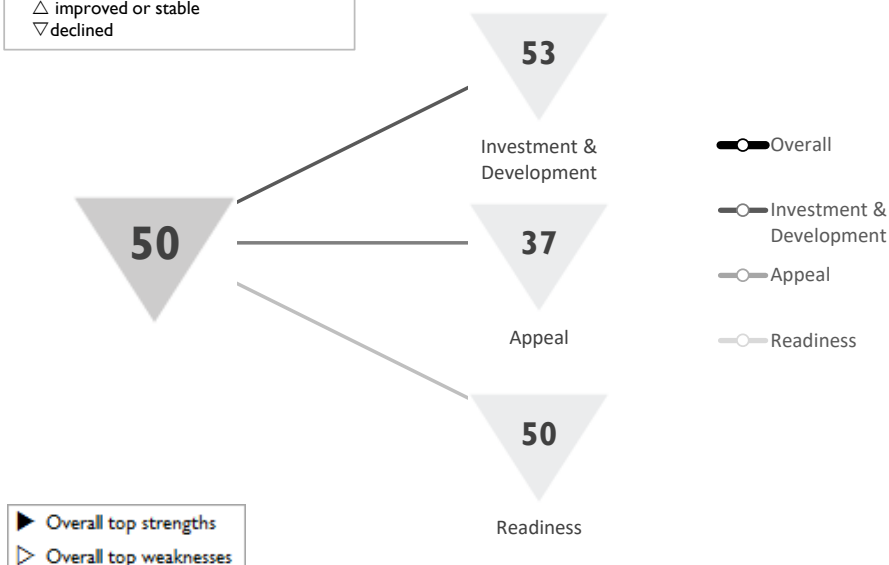 △ improved or stable
▽ declined
53
Investment &
Development
50
37
Appeal
50
Readiness
Overall
Investment &
Development
Appeal
Readiness
▶ Overall top strengths
▷ Overall top weaknesses